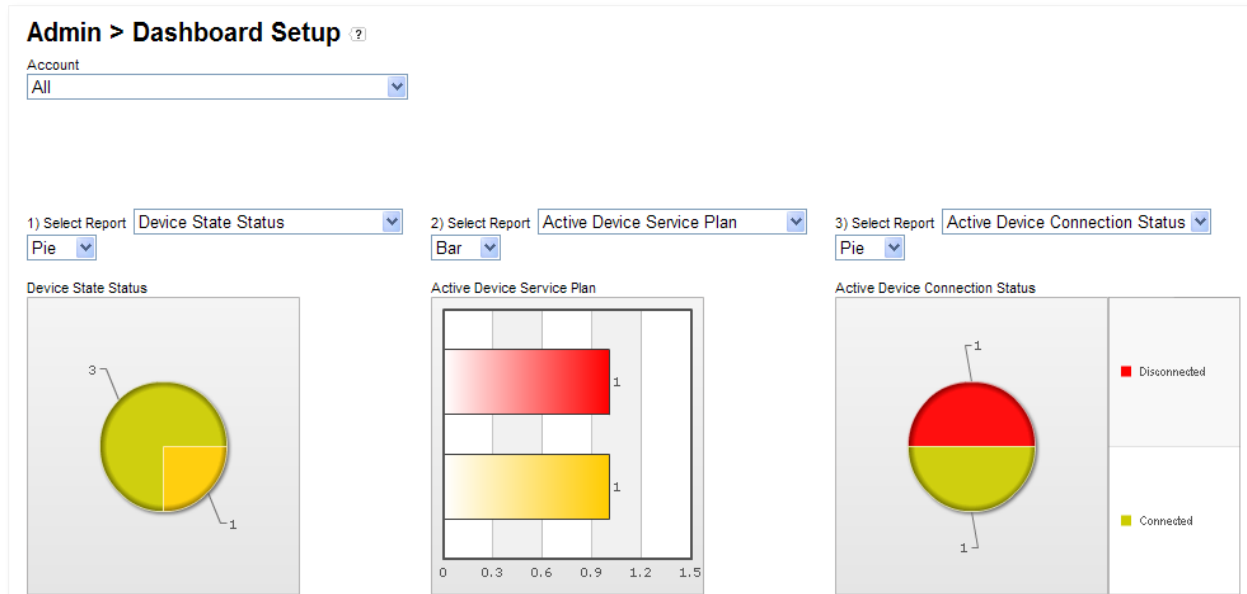 Admin > Dashboard Setup ?
Account
All
1) Select Report Device State Status
Pie
2) Select Report Active Device Service Plan
Bar
3) Select Report Active Device Connection Status
Pie
Device State Status
3
1
Active Device Service Plan
1
1
0 0.3 0.6 0.9 1.2 1.5
Active Device Connection Status
1
1
Disconnected
Connected